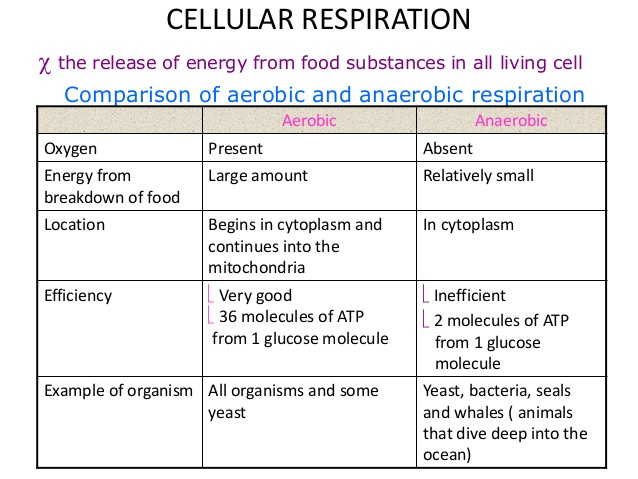 CELLULAR RESPIRATION
χ the release of energy from food substances in all living cell
Comparison of aerobic and anaerobic respiration
Aerobic
Anaerobic
Oxygen
Present
Absent
Energy from
breakdown of food
Large amount
Relatively small
Location
Begins in cytoplasm and
continues into the
mitochondria
In cytoplasm
Efficiency
Very good
36 molecules of ATP
from 1 glucose molecule
Inefficient
2 molecules of ATP
from 1 glucose
molecule
Example of organism
All organisms and some
yeast
Yeast, bacteria, seals
and whales ( animals
that dive deep into the
ocean)